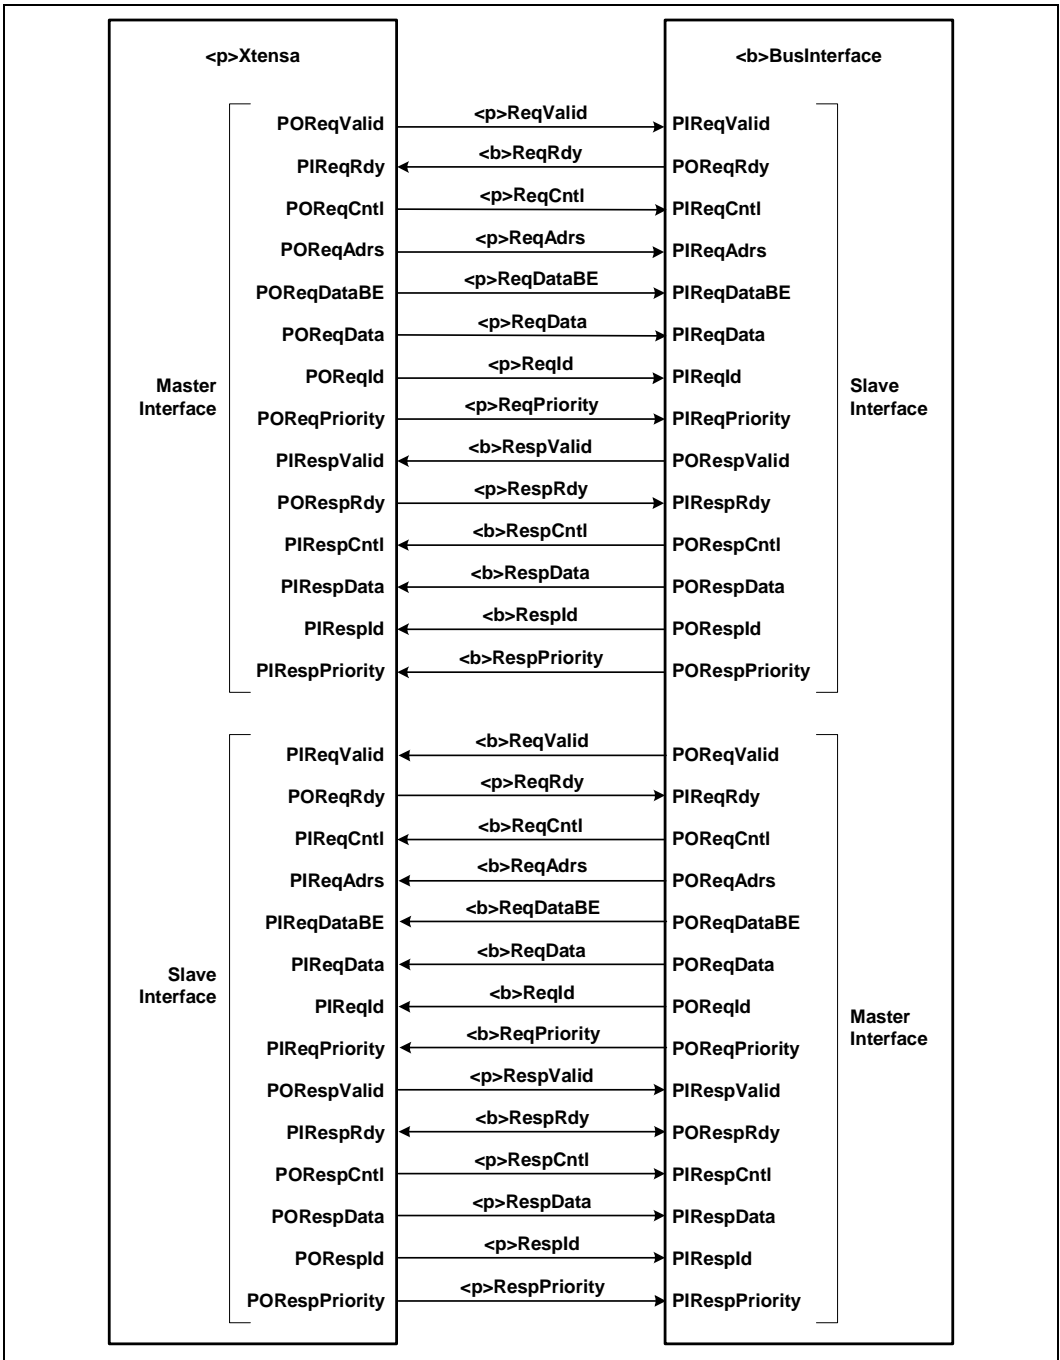 <p>Xtensa <b>BusInterface
POReqValid <p>ReqValid PIReqValid
PIReqRdy <b>ReqRdy POReqRdy
POReqCntl <p>ReqCntl PIReqCntl
POReqAdrs <p>ReqAdrs PIReqAdrs
POReqDataBE <p>ReqDataBE PIReqDataBE
POReqData <p>ReqData PIReqData
POReqId <p>ReqId PIReqId
Master Interface
Slave Interface
POReqPriority <p>ReqPriority PIReqPriority
PIRespValid <b>RespValid PORespValid
PORespRdy <p>RespRdy PIRespRdy
PIRespCntl <b>RespCntl PORespCntl
PIRespData <b>RespData PORespData
PIRespId <b>RespId PORespId
PIRespPriority <b>RespPriority PORespPriority
PIReqValid <b>ReqValid POReqValid
POReqRdy <p>ReqRdy PIReqRdy
PIReqCntl <b>ReqCntl POReqCntl
PIReqAdrs <b>ReqAdrs POReqAdrs
PIReqDataBE <b>ReqDataBE POReqDataBE
PIReqData <b>ReqData POReqData
Slave Interface
PIReqId <b>ReqId POReqId
Master Interface
PIReqPriority <b>ReqPriority POReqPriority
PORespValid <p>RespValid PIRespValid
PIRespRdy <b>RespRdy PORespRdy
PORespCntl <p>RespCntl PIRespCntl
PORespData <p>RespData PIRespData
PORespId <p>RespId PIRespId
PORespPriority <p>RespPriority PIRespPriority